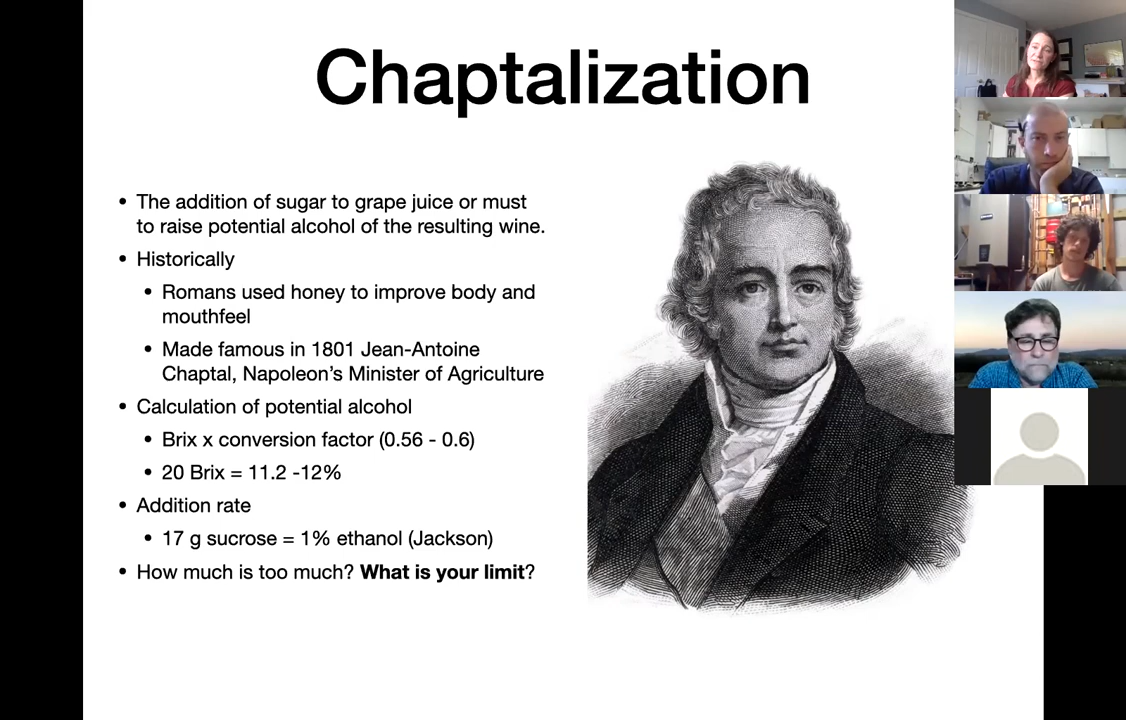 Chaptalization
• The addition of sugar to grape juice or must
to raise potential alcohol of the resulting wine.
• Historically
• Romans used honey to improve body and
mouthfeel
• Made famous in 1801 Jean-Antoine
Chaptal, Napoleon's Minister of Agriculture
• Calculation of potential alcohol
• Brix x conversion factor (0.56 - 0.6)
• 20 Brix = 11.2 -12%
• Addition rate
• 17 g sucrose = 1% ethanol (Jackson)
• How much is too much? What is your limit?